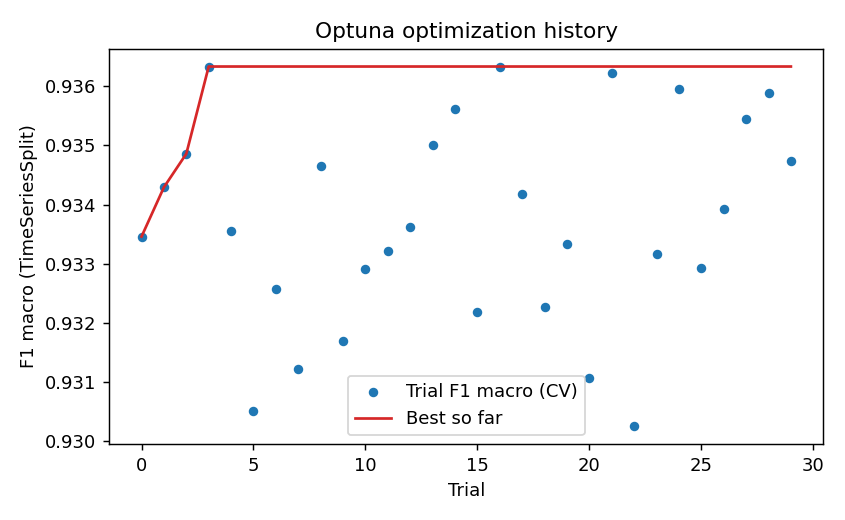 Optuna optimization history
F1 macro (TimeSeriesSplit)
0.936
0.935
0.934
0.933
0.932
0.931
0.930
Trial F1 macro (CV)
Best so far
0 5 10 15 20 25 30
Trial